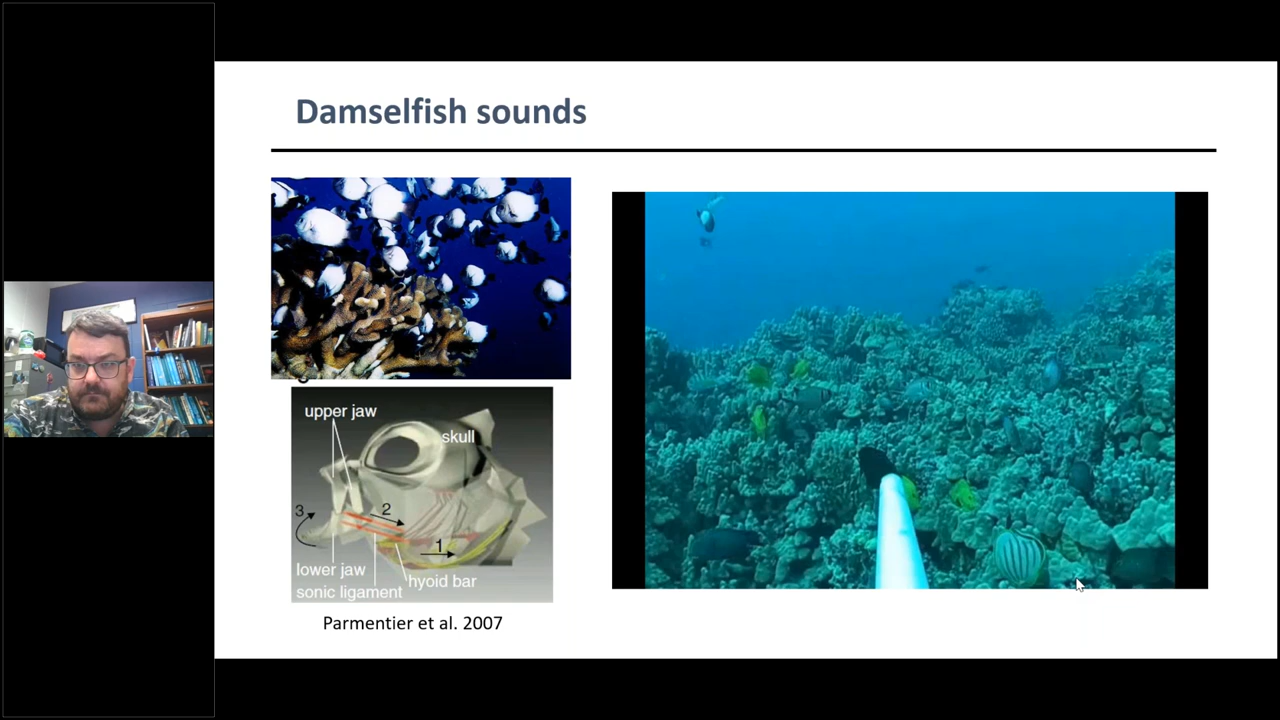 Damselfish sounds
upper jaw
skull
3
2
1
lower jaw
hyoid bar
sonic ligament
Parmentier et al. 2007